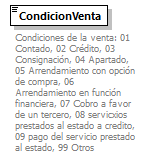 CondicionVenta
Condiciones de la venta: 01
Contado, 02 Crédito, 03
Consignación, 04 Apartado,
05 Arrendamiento con opción
de compra, 06
Arrendamiento en función
financiera, 07 Cobro a favor
de un tercero, 08 servicios
prestados al estado a credito,
09 pago del servicio prestado
al estado, 99 Otros